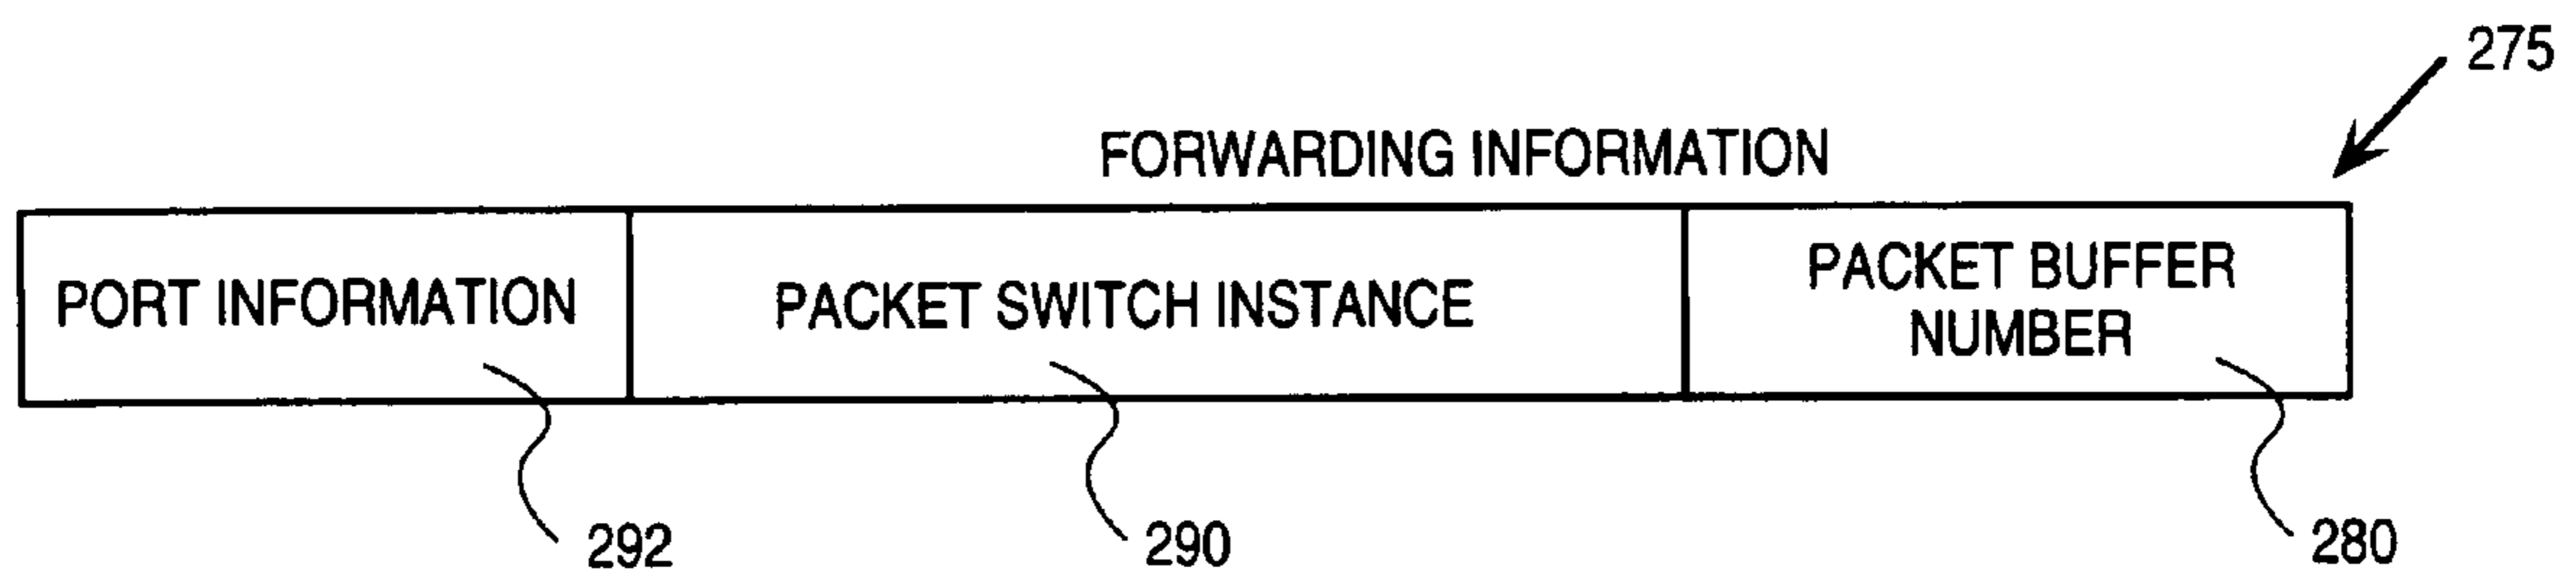 275
FORWARDING INFORMATION
PORT INFORMATION
PACKET SWITCH INSTANCE
PACKET BUFFER
NUMBER
292
290
280